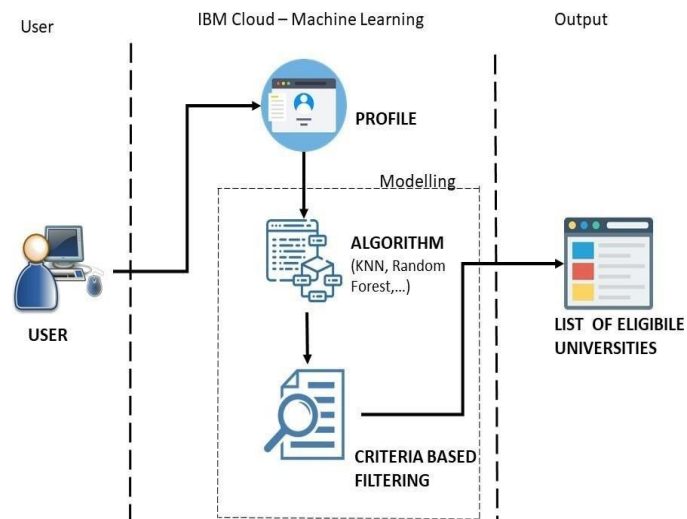 User
IBM Cloud – Machine Learning
Output
PROFILE
Modelling
ALGORITHM
(KNN, Random
Forest,...)
USER
LIST OF ELIGIBILE
UNIVERSITIES
CRITERIA BASED
FILTERING